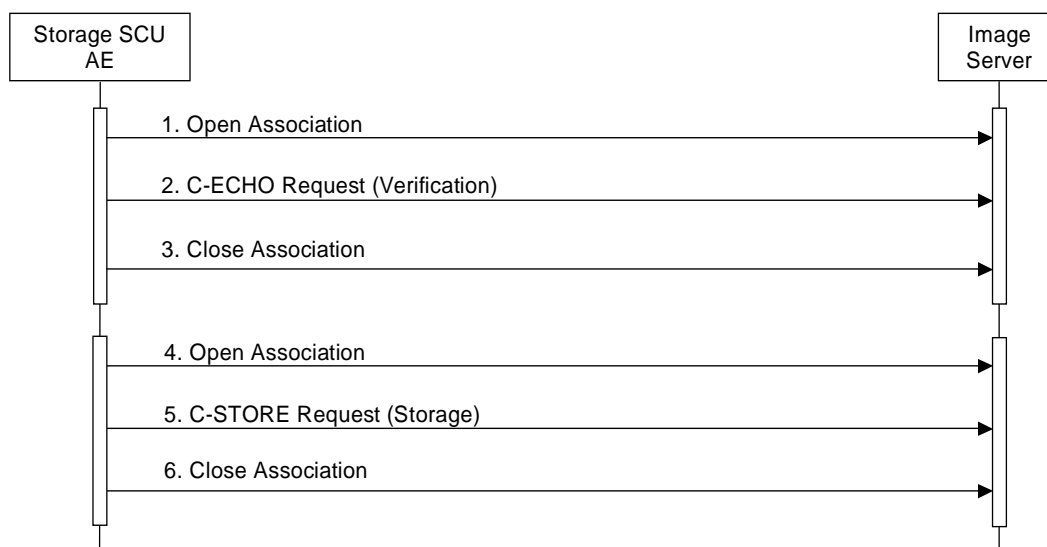 Storage SCU
AE
Image
Server
1. Open Association
2. C-ECHO Request (Verification)
3. Close Association
4. Open Association
5. C-STORE Request (Storage)
6. Close Association